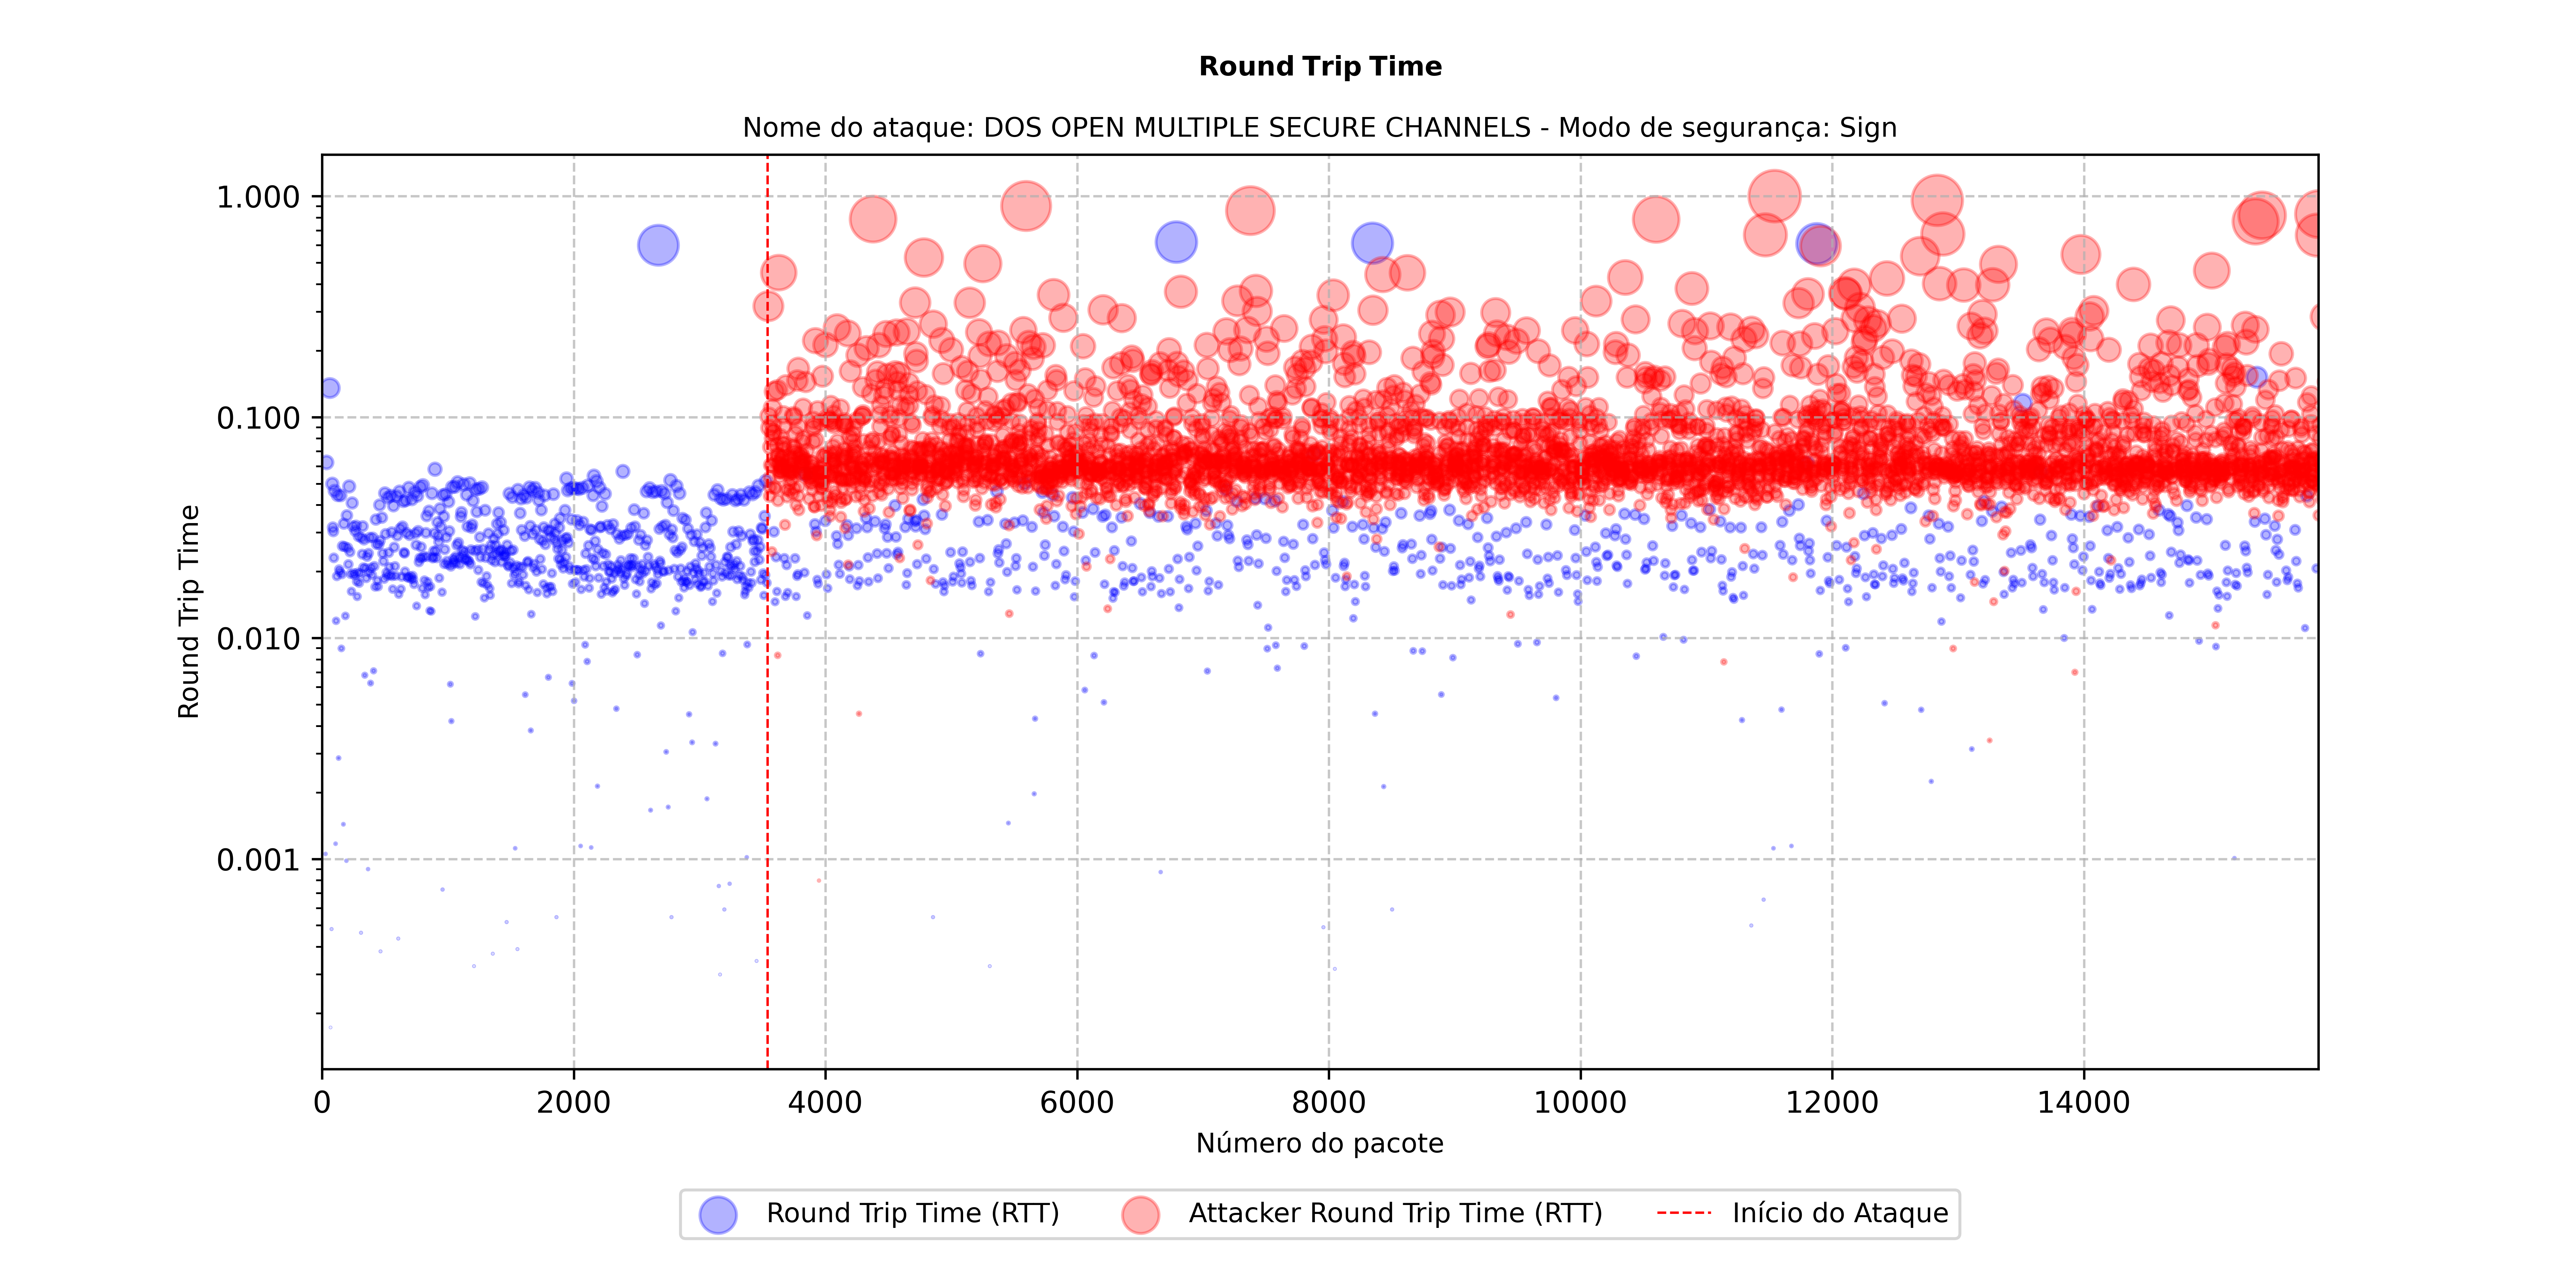 Round Trip Time
Nome do ataque: DOS OPEN MULTIPLE SECURE CHANNELS - Modo de segurança: Sign
Round Trip Time
1.000
0.100
0.010
0.001
0 2000 4000 6000 8000 10000 12000 14000
Número do pacote
Round Trip Time (RTT) Attacker Round Trip Time (RTT) Início do Ataque